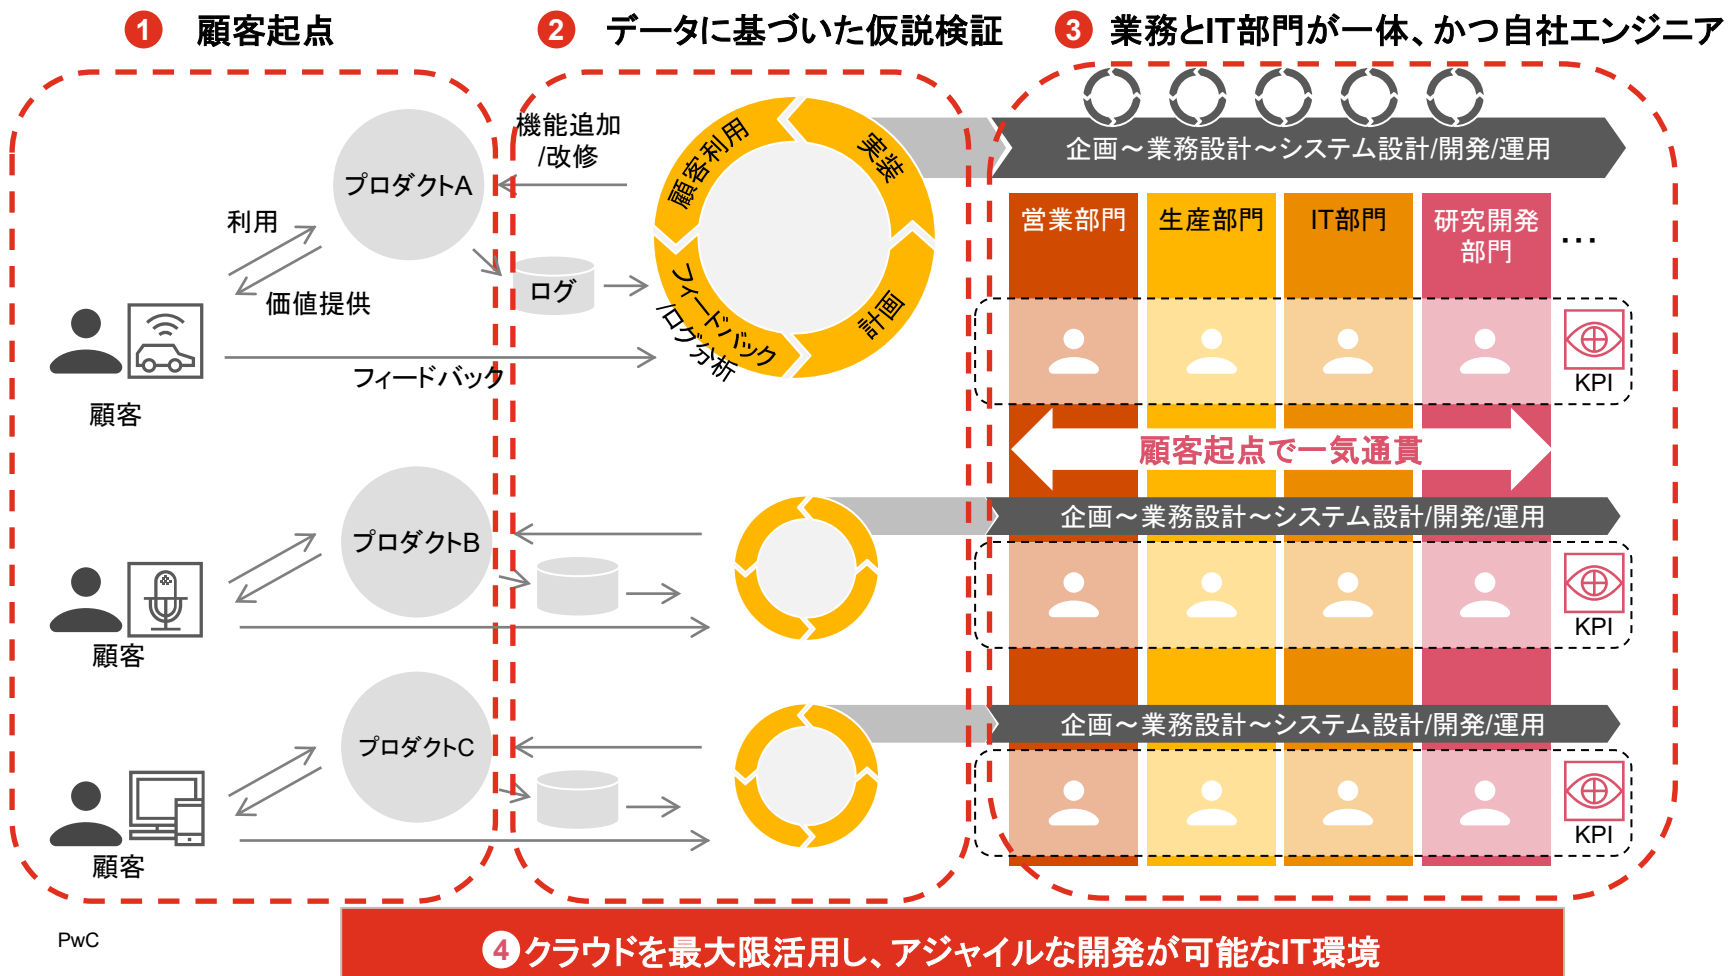 1 顧客起点
2 データに基づいた仮説検証
3 業務とIT部門が一体、かつ自社エンジニア
機能追加
/改修
プロダクトA
利用
価値提供
ログ
フィードバック
顧客
顧客利用
実装
計画
フィードバック
/ログ分析
企画～業務設計～システム設計/開発/運用
営業部門
生産部門
IT部門
研究開発
部門
…
KPI
顧客起点で一気通貫
プロダクトB
顧客
企画～業務設計～システム設計/開発/運用
KPI
プロダクトC
顧客
企画～業務設計～システム設計/開発/運用
KPI
PwC
4 クラウドを最大限活用し、アジャイルな開発が可能なIT環境